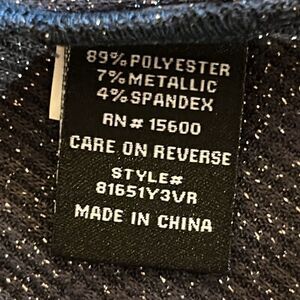 89% POLYESTER
7% METALLIC
4% SPANDEX
RN# 15600
CARE ON REVERSE
STYLE#
81651Y3VR
MADE IN CHINA